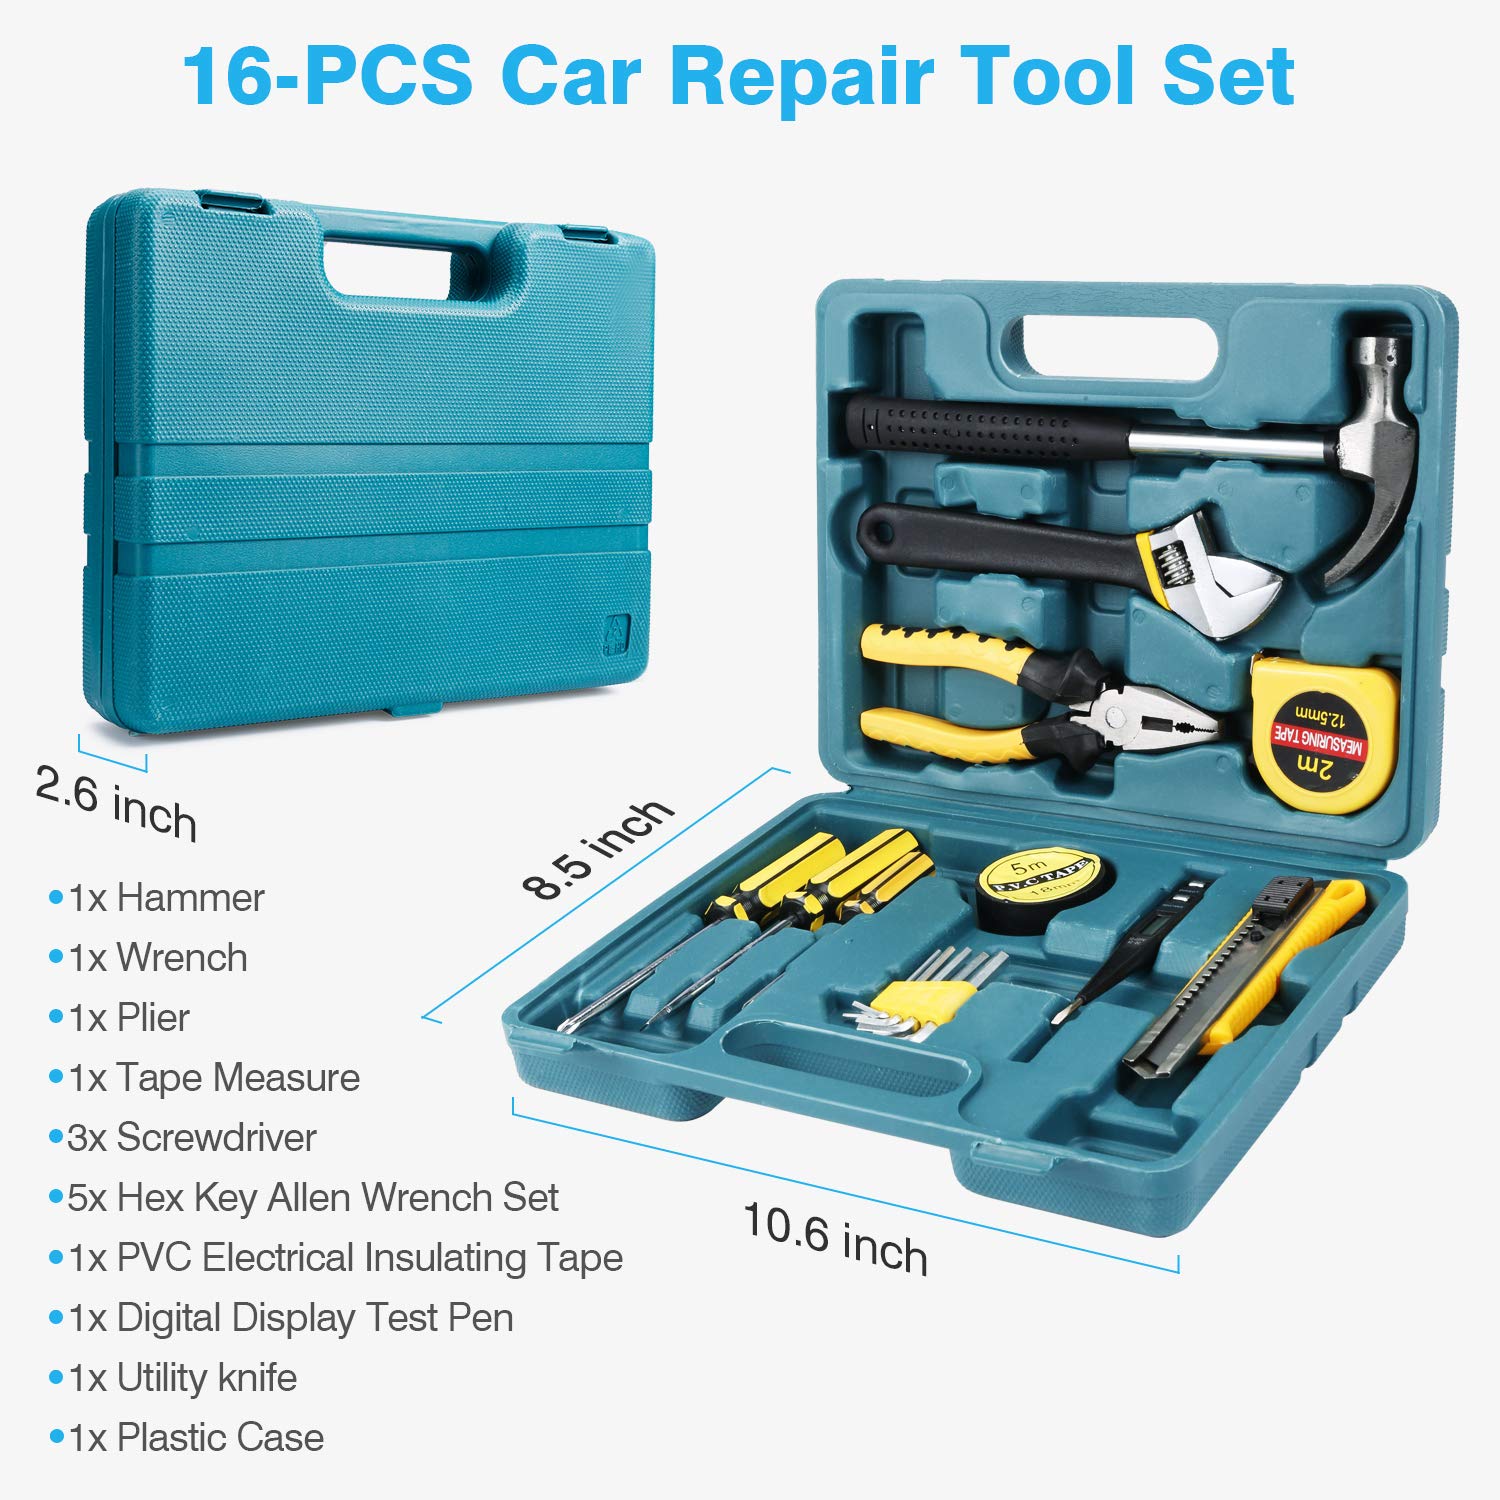 16-PCS Car Repair Tool Set
2.6 inch
8.5 inch
10.6 inch
2m
MEASURING TAPE
12.5mm
5m
P.V.C TAPE
18mm
•1x Hammer
•1x Wrench
•1x Plier
•1x Tape Measure
•3x Screwdriver
•5x Hex Key Allen Wrench Set
•1x PVC Electrical Insulating Tape
•1x Digital Display Test Pen
•1x Utility knife
•1x Plastic Case